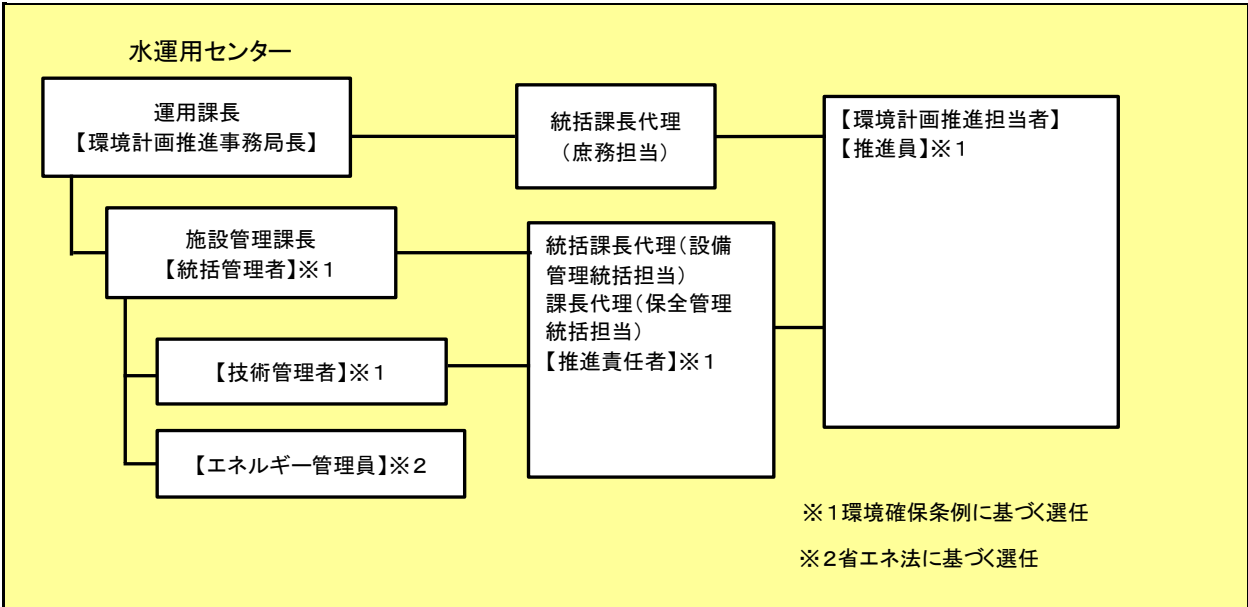 水運用センター
運用課長
【環境計画推進事務局長】
統括課長代理
(庶務担当)
【環境計画推進担当者】
【推進員】※1
施設管理課長
【統括管理者】※1
統括課長代理(設備
管理統括担当)
課長代理(保全管理
統括担当)
【推進責任者】※1
【技術管理者】※1
【エネルギー管理員】※2
※1環境確保条例に基づく選任
※2省エネ法に基づく選任